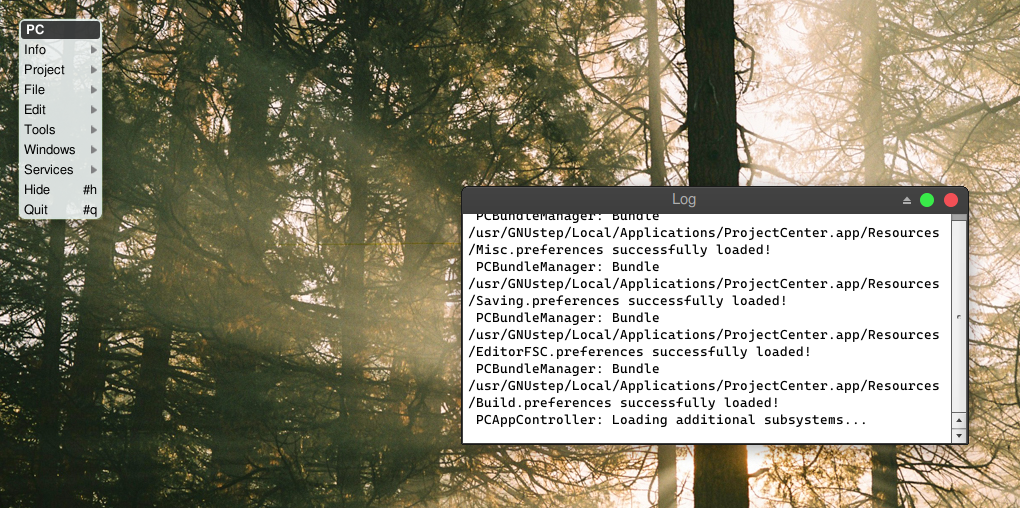 PC
Info
Project
File
Edit
Tools
Windows
Services
Hide #h
Quit #q
Log
PCBundleManager: Bundle
/usr/GNUstep/Local/Applications/ProjectCenter.app/Resources
/Misc.preferences successfully loaded!
PCBundleManager: Bundle
/usr/GNUstep/Local/Applications/ProjectCenter.app/Resources
/Saving.preferences successfully loaded!
PCBundleManager: Bundle
/usr/GNUstep/Local/Applications/ProjectCenter.app/Resources
/EditorFSC.preferences successfully loaded!
PCBundleManager: Bundle
/usr/GNUstep/Local/Applications/ProjectCenter.app/Resources
/Build.preferences successfully loaded!
PCAppController: Loading additional subsystems...